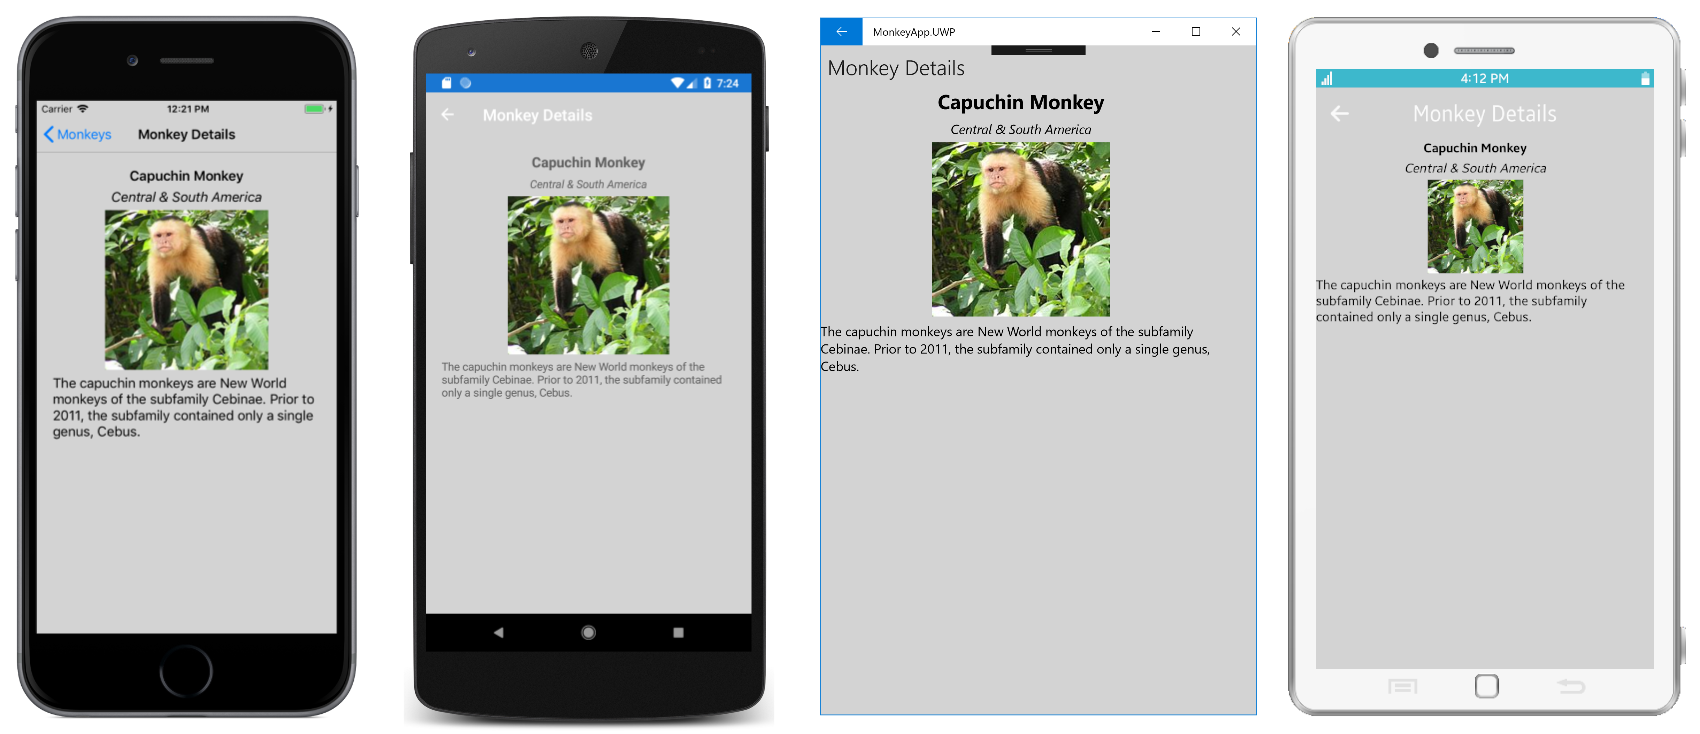 Carrier 12:21 PM
Monkeys Monkey Details
Capuchin Monkey
Central & South America
The capuchin monkeys are New World
monkeys of the subfamily Cebinae. Prior to
2011, the subfamily contained only a single
genus, Cebus.
7:24
Monkey Details
Capuchin Monkey
Central & South America
The capuchin monkeys are New World monkeys of the
subfamily Cebinae. Prior to 2011, the subfamily contained
only a single genus, Cebus.
MonkeyApp.UWP
Monkey Details
Capuchin Monkey
Central & South America
The capuchin monkeys are New World monkeys of the subfamily
Cebinae. Prior to 2011, the subfamily contained only a single genus,
Cebus.
4:12 PM
Monkey Details
Capuchin Monkey
Central & South America
The capuchin monkeys are New World monkeys of the
subfamily Cebinae. Prior to 2011, the subfamily
contained only a single genus, Cebus.